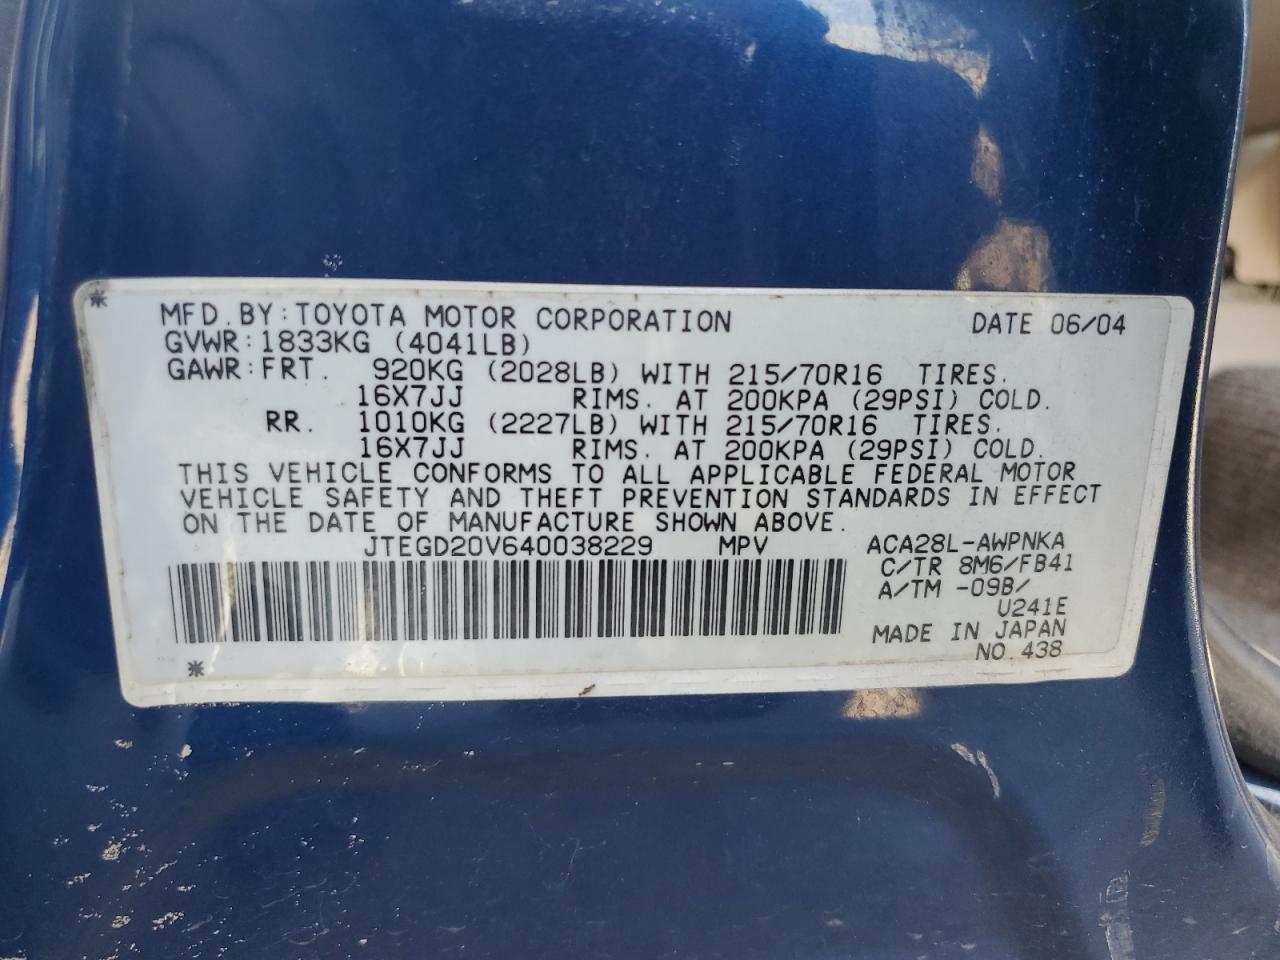 MFD. BY: TOYOTA MOTOR CORPORATION DATE 06/04
GVWR: 1833KG (4041LB)
GAWR: FRT. 920KG (2028LB) WITH 215/70R16 TIRES.
16X7JJ RIMS. AT 200KPA (29PSI) COLD.
RR. 1010KG (2227LB) WITH 215/70R16 TIRES.
16X7JJ RIMS. AT 200KPA (29PSI) COLD.
THIS VEHICLE CONFORMS TO ALL APPLICABLE FEDERAL MOTOR
VEHICLE SAFETY AND THEFT PREVENTION STANDARDS IN EFFECT
ON THE DATE OF MANUFACTURE SHOWN ABOVE.
JTEGD20V640038229 MPV ACA28L-AWPNKA
C/TR 8M6/FB41
A/TM -09B/
U241E
MADE IN JAPAN
NO. 438